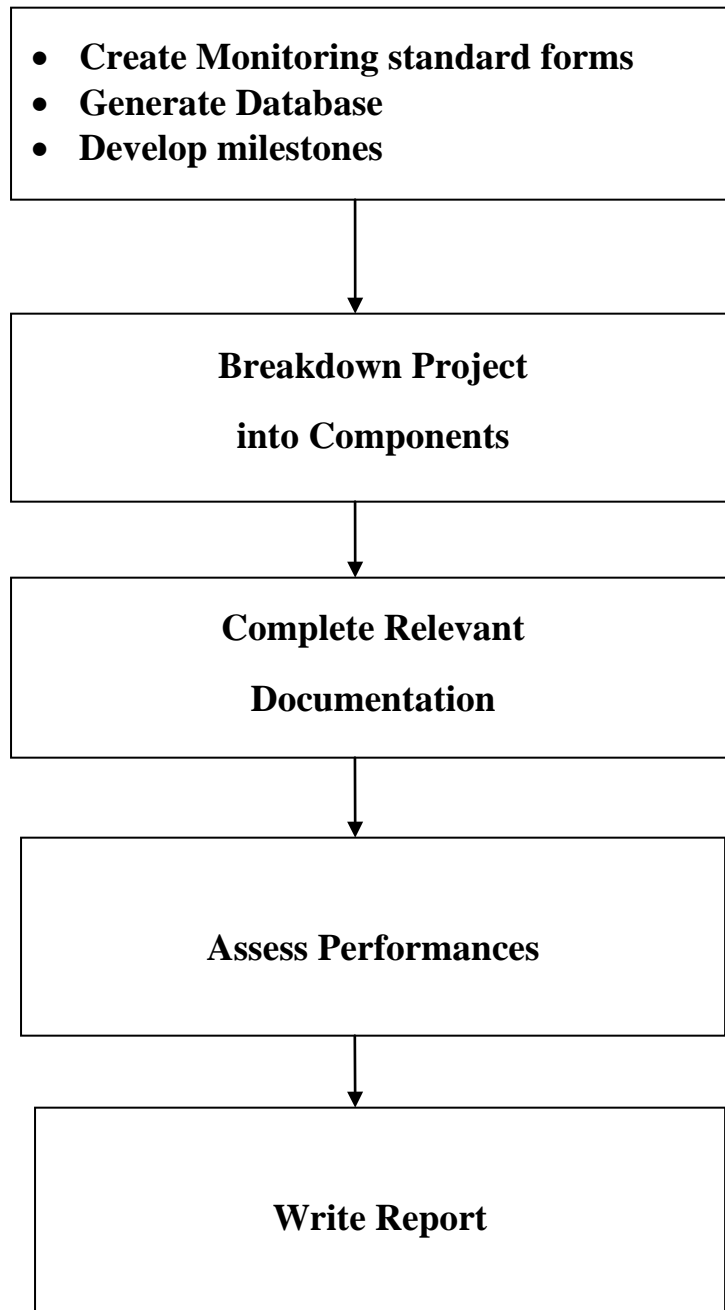 • Create Monitoring standard forms
• Generate Database
• Develop milestones
Breakdown Project
into Components
Complete Relevant
Documentation
Assess Performances
Write Report